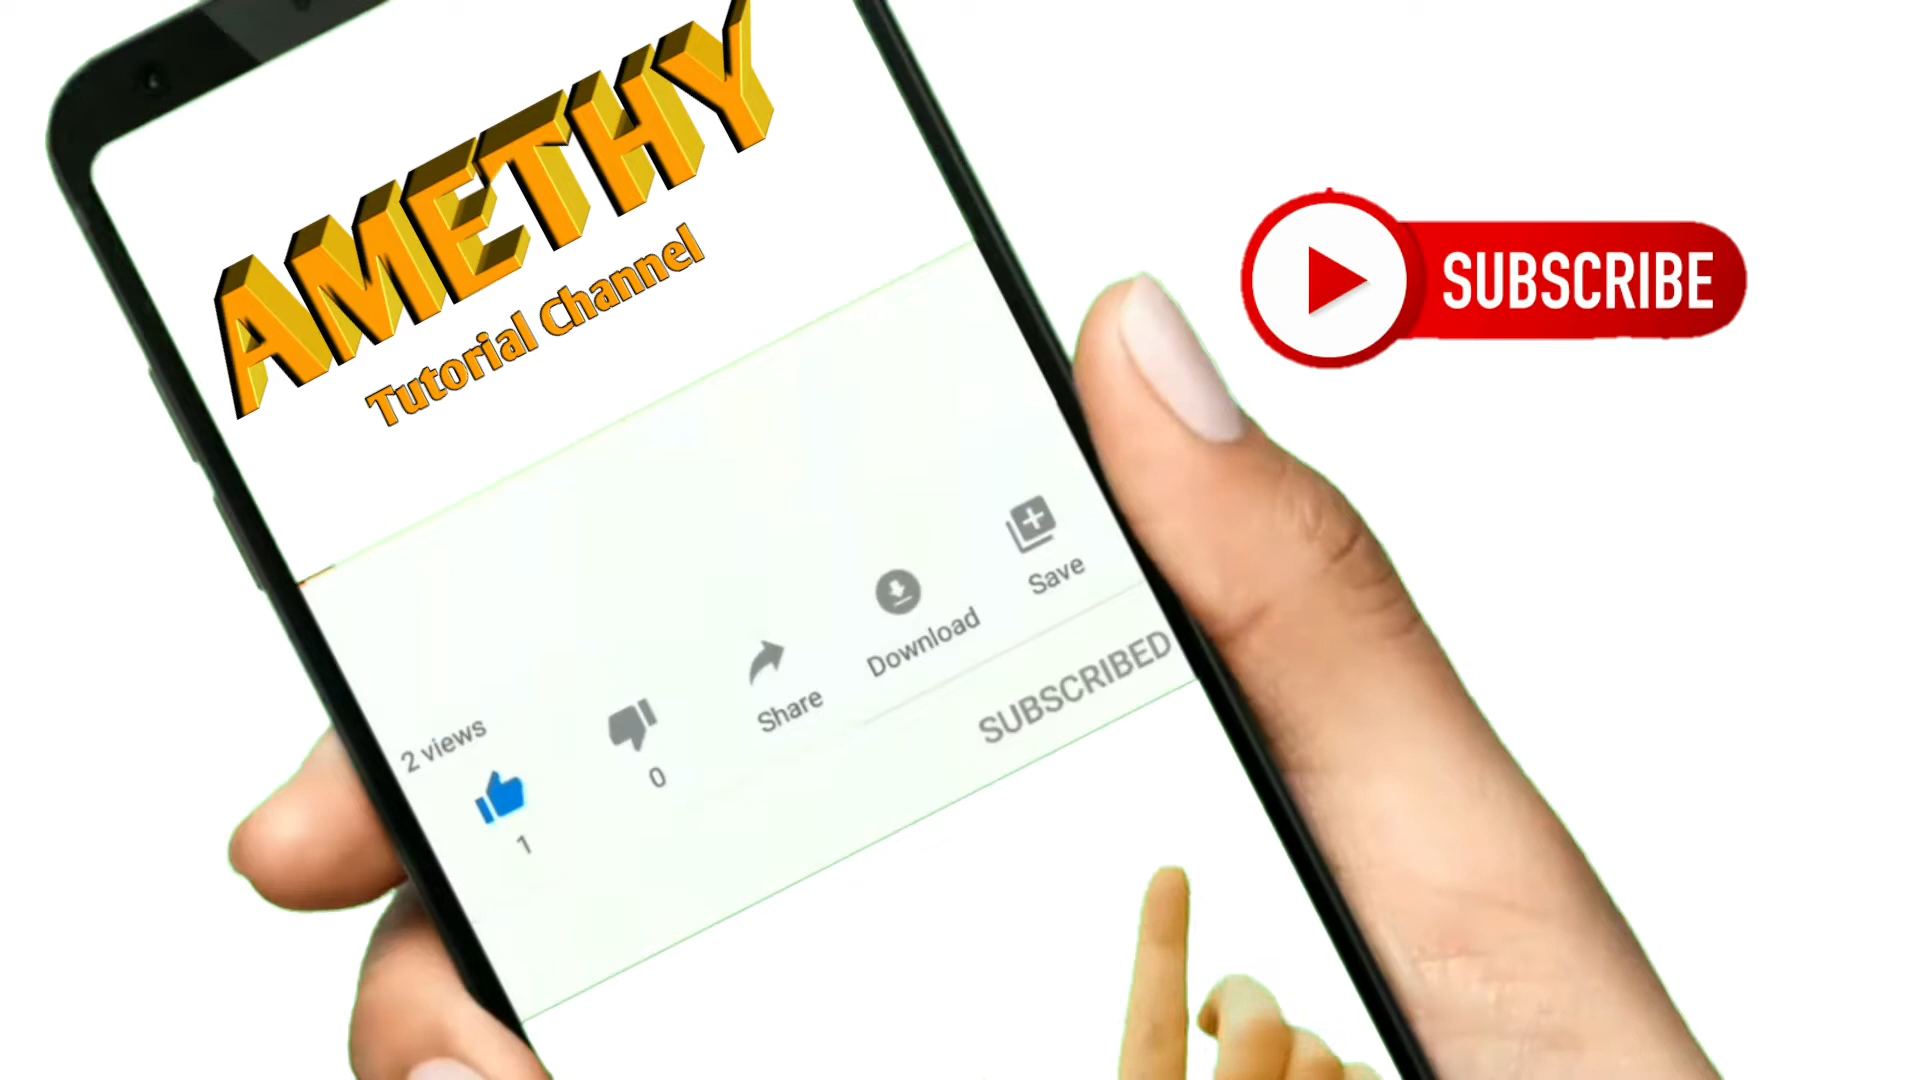 AMETHY
Tutorial Channel
SUBSCRIBE
Save
Download
Share
2 views
0
1
SUBSCRIBED